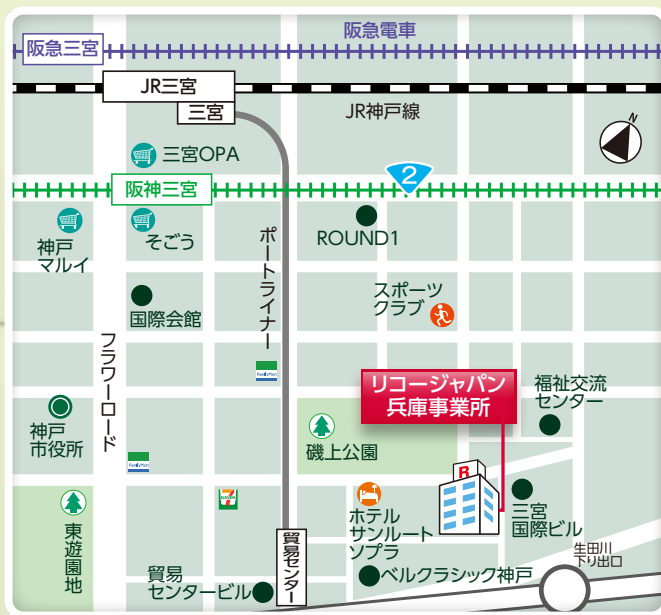 阪急電車
阪急三宮
JR三宮
三宮
JR神戸線
N
三宮OPA
2
阪神三宮
神戸
マルイ
そごう
ポートライナー
ROUND1
国際会館
スポーツ
クラブ
フラワーロード
FamilyMart
リコージャパン
兵庫事業所
福祉交流
センター
神戸
市役所
磯上公園
FamilyMart
R
7
ELEVEN
東遊園地
ホテル
サンルート
ソプラ
三宮
国際ビル
貿易センター
生田川
下り出口
貿易
センタービル
ベルクラシック神戸